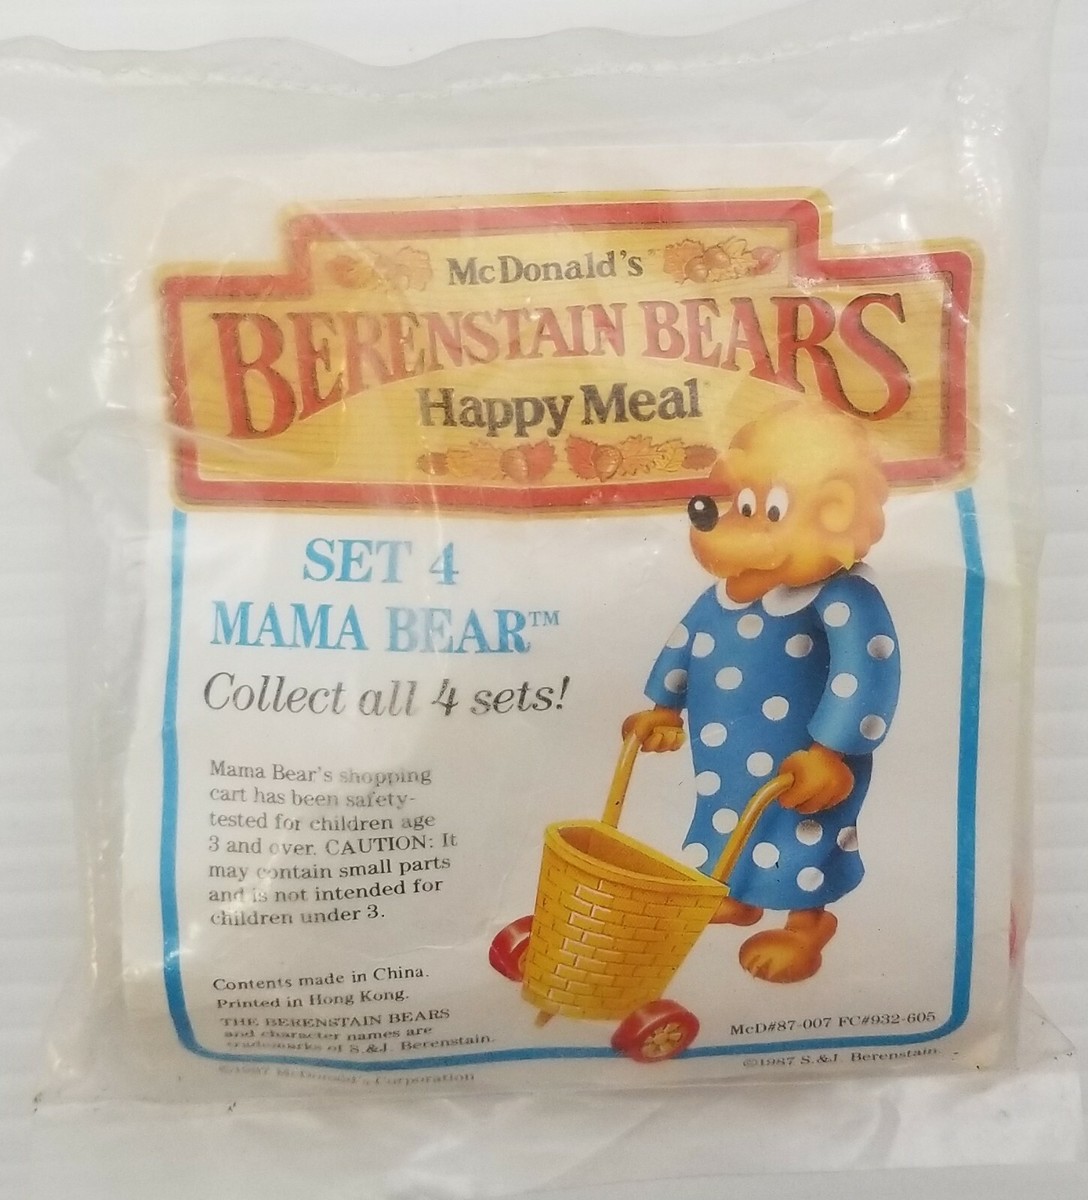 McDonald's
BERENSTAIN BEARS
Happy Meal
SET 4
MAMA BEAR™
Collect all 4 sets!
Mama Bear's shopping
cart has been safety-
tested for children age
3 and over. CAUTION: It
may contain small parts
and is not intended for
children under 3.
Contents made in China.
Printed in Hong Kong.
THE BERENSTAIN BEARS
and character names are
trademarks of S.&J. Berenstain.
©1987 McDonald's Corporation
McD#87-007 FC#932-605
©1987 S.&J. Berenstain.